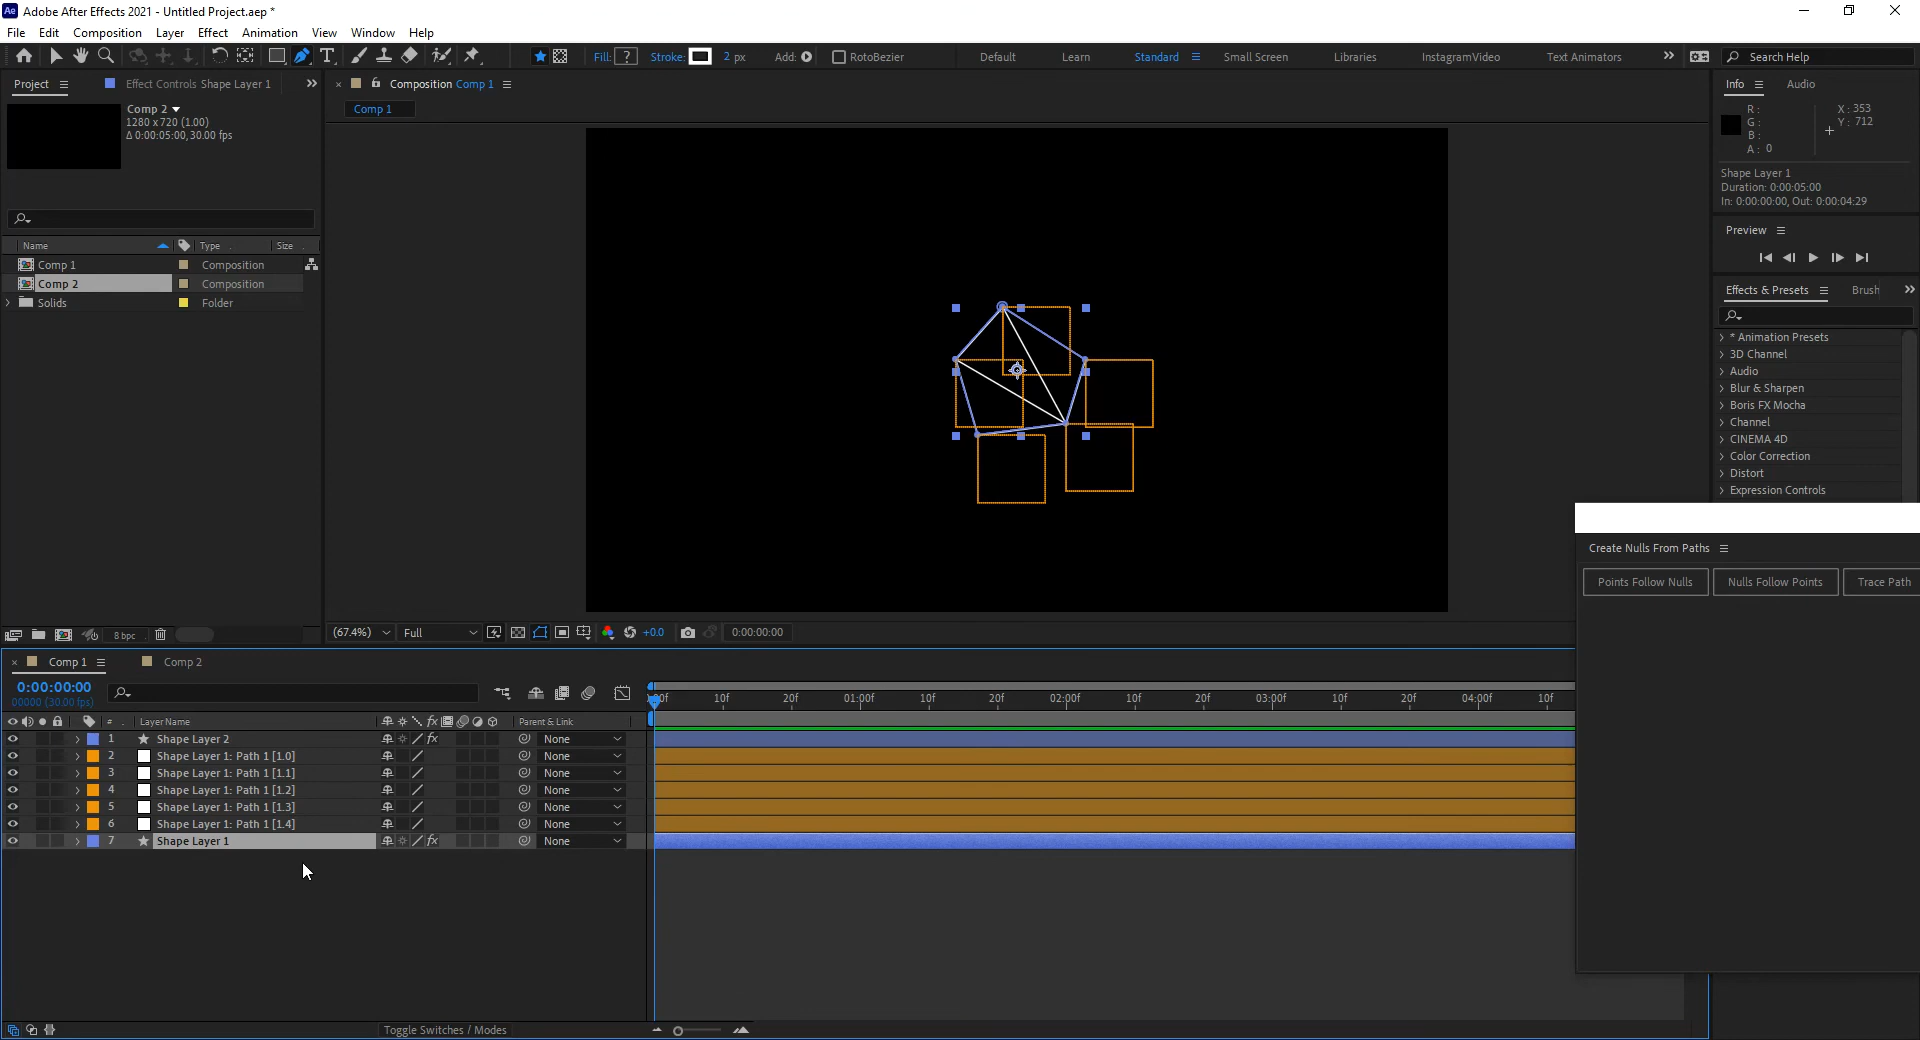 Adobe After Effects 2021 - Untitled Project.aep *
File Edit Composition Layer Effect Animation View Window Help
Fill: ? Stroke: 2 px Add: RotoBezier Default Learn Standard Small Screen Libraries InstagramVideo Text Animators Search Help
Project Effect Controls Shape Layer 1
Composition Comp 1
Info Audio
Comp 2
1280 x 720 (1.00)
Δ 0:00:05:00, 30.00 fps
Comp 1
R :
G :
B :
A : 0
X : 353
Y : 712
Shape Layer 1
Duration: 0:00:05:00
In: 0:00:00:00, Out: 0:00:04:29
Preview
Name Type Size
Comp 1 Composition
Comp 2 Composition
Solids Folder
Effects & Presets Brush
* Animation Presets
3D Channel
Audio
Blur & Sharpen
Boris FX Mocha
Channel
CINEMA 4D
Color Correction
Distort
Expression Controls
Create Nulls From Paths
Points Follow Nulls Nulls Follow Points Trace Path
8 bpc
(67.4%) Full +0.0 0:00:00:00
Comp 1 Comp 2
0:00:00:00
00000 (30.00 fps)
:00f 10f 20f 01:00f 10f 20f 02:00f 10f 20f 03:00f 10f 20f 04:00f 10f
# Layer Name fx Parent & Link
1 Shape Layer 2 fx None
2 Shape Layer 1: Path 1 [1.0] None
3 Shape Layer 1: Path 1 [1.1] None
4 Shape Layer 1: Path 1 [1.2] None
5 Shape Layer 1: Path 1 [1.3] None
6 Shape Layer 1: Path 1 [1.4] None
7 Shape Layer 1 fx None
Toggle Switches / Modes